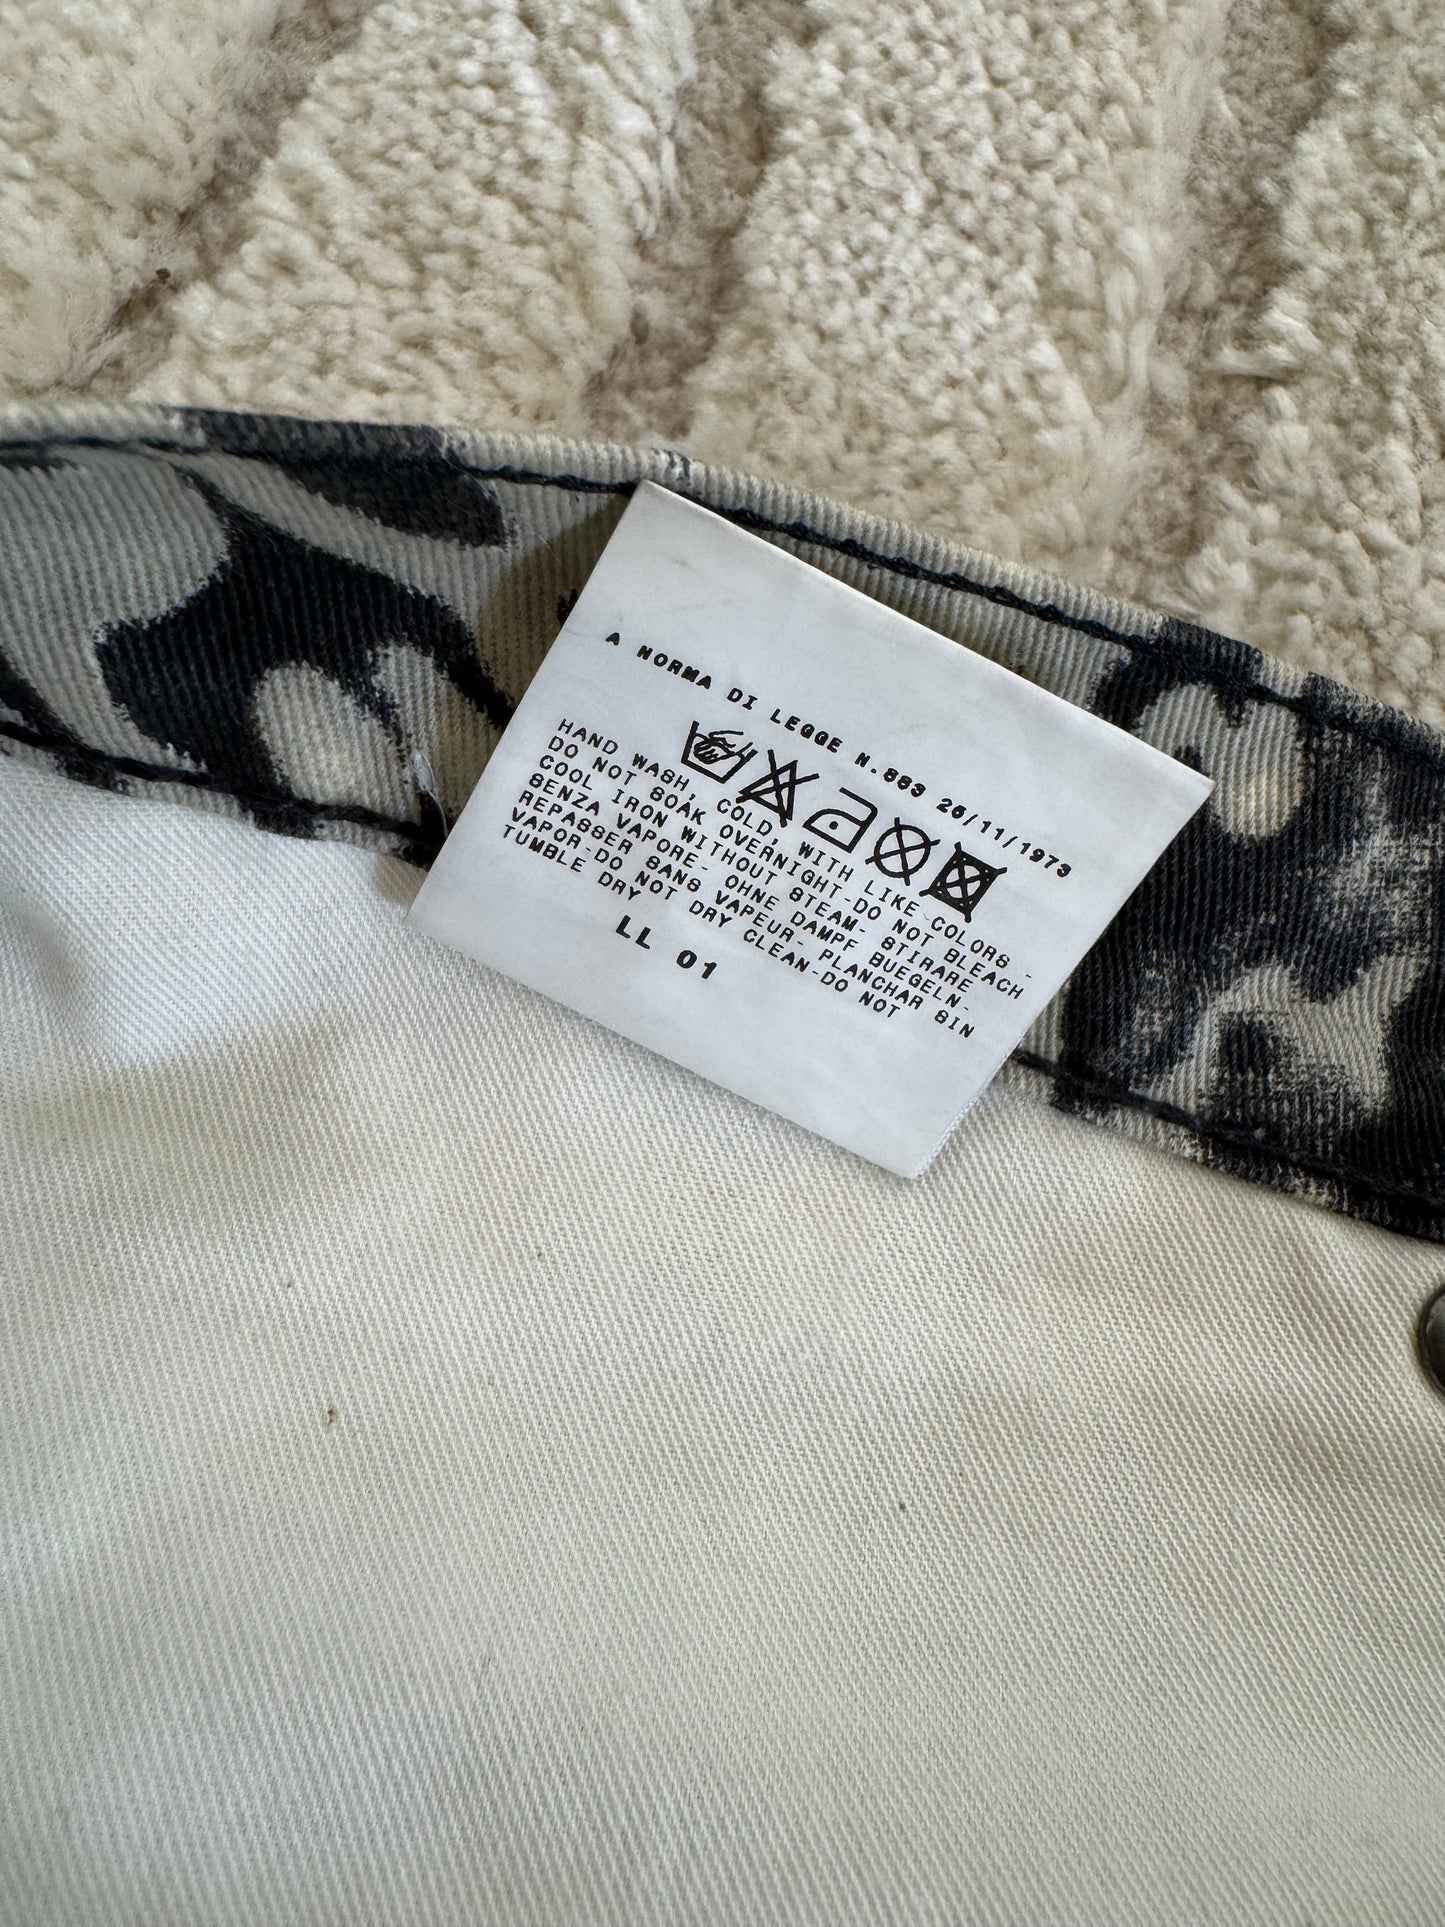 A NORMA DI LEGGE N.883 26/11/1973
HAND WASH, COLD, WITH LIKE COLORS -
DO NOT SOAK OVERNIGHT-DO NOT BLEACH
COOL IRON WITHOUT STEAM- STIRARE
SENZA VAPORE- OHNE DAMPF BUEGELN-
REPASSER SANS VAPEUR- PLANCHAR SIN
VAPOR-DO NOT DRY CLEAN-DO NOT
TUMBLE DRY
LL 01